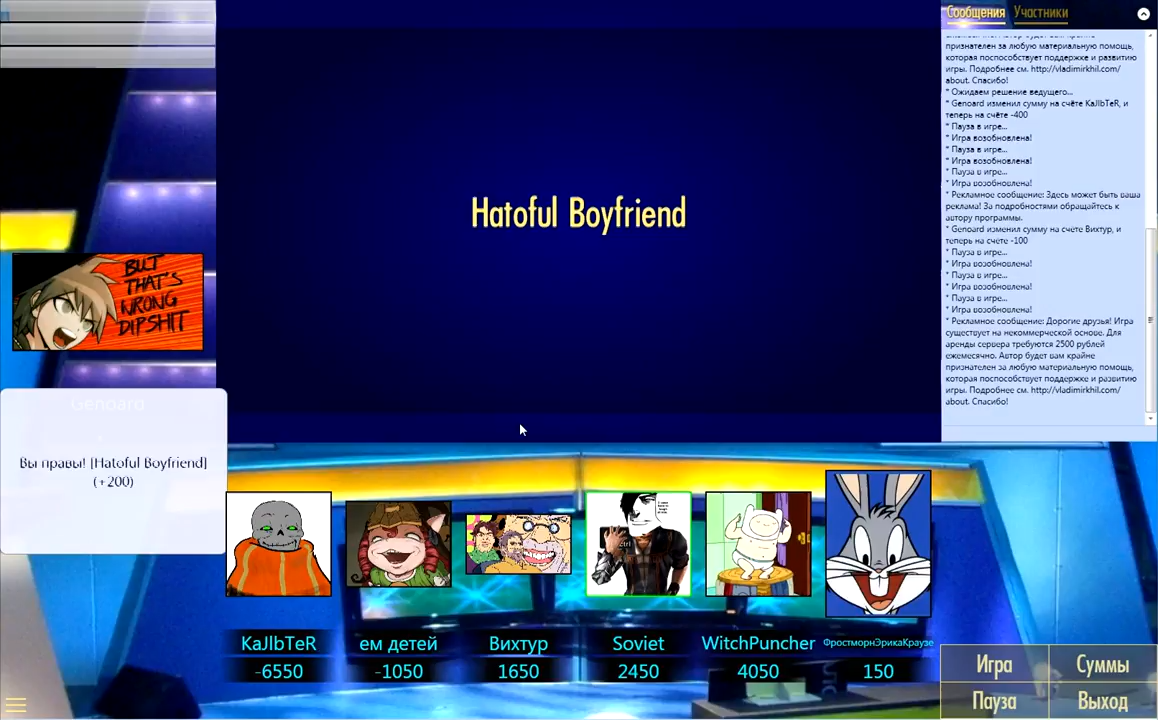 Сообщения Участники
признателен за любую материальную помощь,
которая поспособствует поддержке и развитию
игры. Подробнее см. http://vladimirkhil.com/
about. Спасибо!
* Ожидаем решение ведущего...
* Genoard изменил сумму на счёте KaJIbTeR, и
теперь на счёте -400
* Пауза в игре...
* Игра возобновлена!
* Пауза в игре...
* Игра возобновлена!
* Пауза в игре...
* Игра возобновлена!
* Рекламное сообщение: Здесь может быть ваша
реклама! За подробностями обращайтесь к
автору программы.
* Genoard изменил сумму на счёте Вихтур, и
теперь на счёте -100
* Пауза в игре...
* Игра возобновлена!
* Пауза в игре...
* Игра возобновлена!
* Пауза в игре...
* Игра возобновлена!
* Рекламное сообщение: Дорогие друзья! Игра
существует на некоммерческой основе. Для
аренды сервера требуются 2500 рублей
ежемесячно. Автор будет вам крайне
признателен за любую материальную помощь,
которая поспособствует поддержке и развитию
игры. Подробнее см. http://vladimirkhil.com/
about. Спасибо!
Hatoful Boyfriend
BUT
THAT'S
WRONG
DIPSHIT
Genoard
Вы правы! [Hatoful Boyfriend]
(+200)
KaJIbTeR
ем детей
Вихтур
Soviet
WitchPuncher
ФростморнЭрикаКраузе
-6550
-1050
1650
2450
4050
150
Игра
Суммы
Пауза
Выход